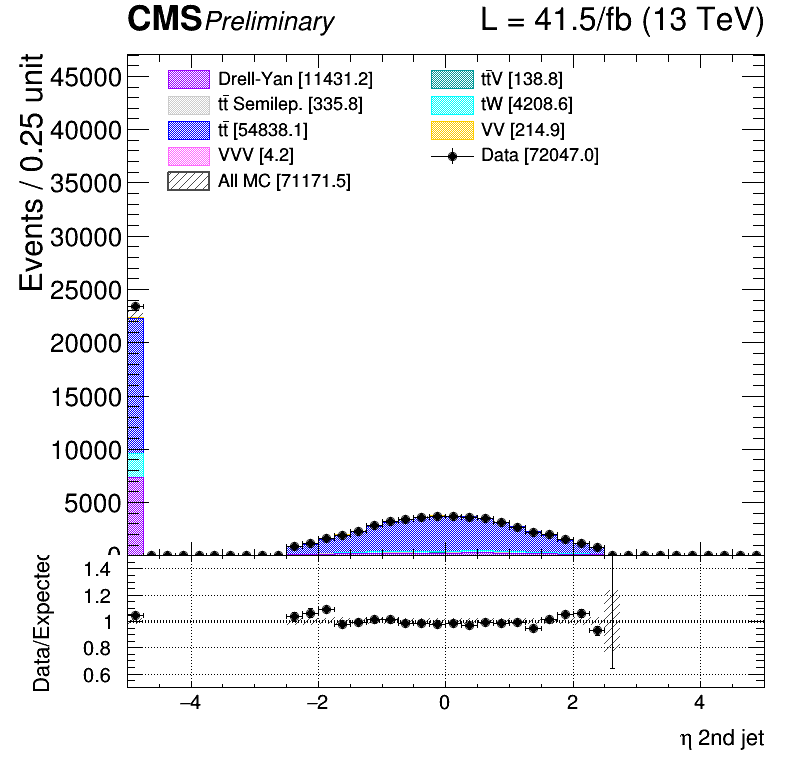 CMS Preliminary L = 41.5/fb (13 TeV)
Events / 0.25 unit
45000
40000
35000
30000
25000
20000
15000
10000
5000
0
Drell-Yan [11431.2]
tt̄ Semilep. [335.8]
tt̄ [54838.1]
VVV [4.2]
All MC [71171.5]
tt̄V [138.8]
tW [4208.6]
VV [214.9]
Data [72047.0]
Data/Expected
1.4
1.2
1
0.8
0.6
−4 −2 0 2 4
η 2nd jet